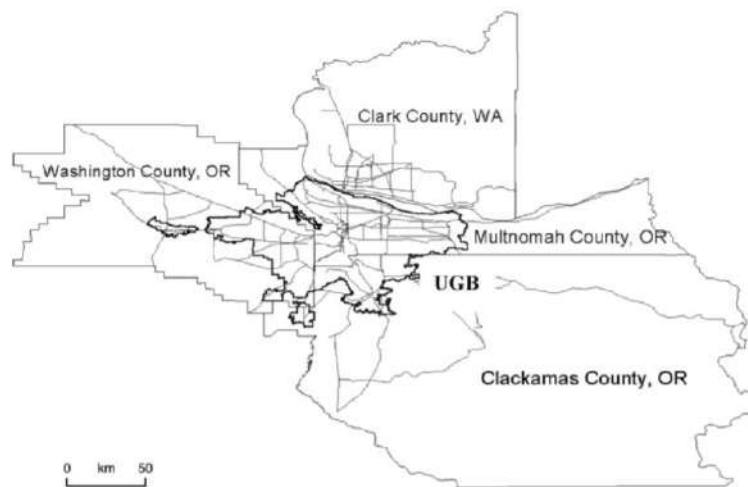 Clark County, WA
Washington County, OR
Multnomah County, OR
UGB
Clackamas County, OR
0 km 50